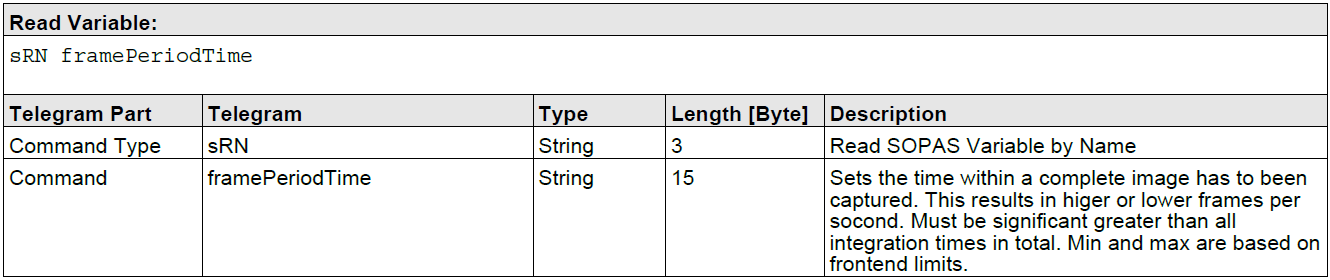 Read Variable:
sRN framePeriodTime
Telegram Part Telegram Type Length [Byte] Description
Command Type sRN String 3 Read SOPAS Variable by Name
Command framePeriodTime String 15 Sets the time within a complete image has to been
captured. This results in higer or lower frames per
socond. Must be significant greater than all
integration times in total. Min and max are based on
frontend limits.